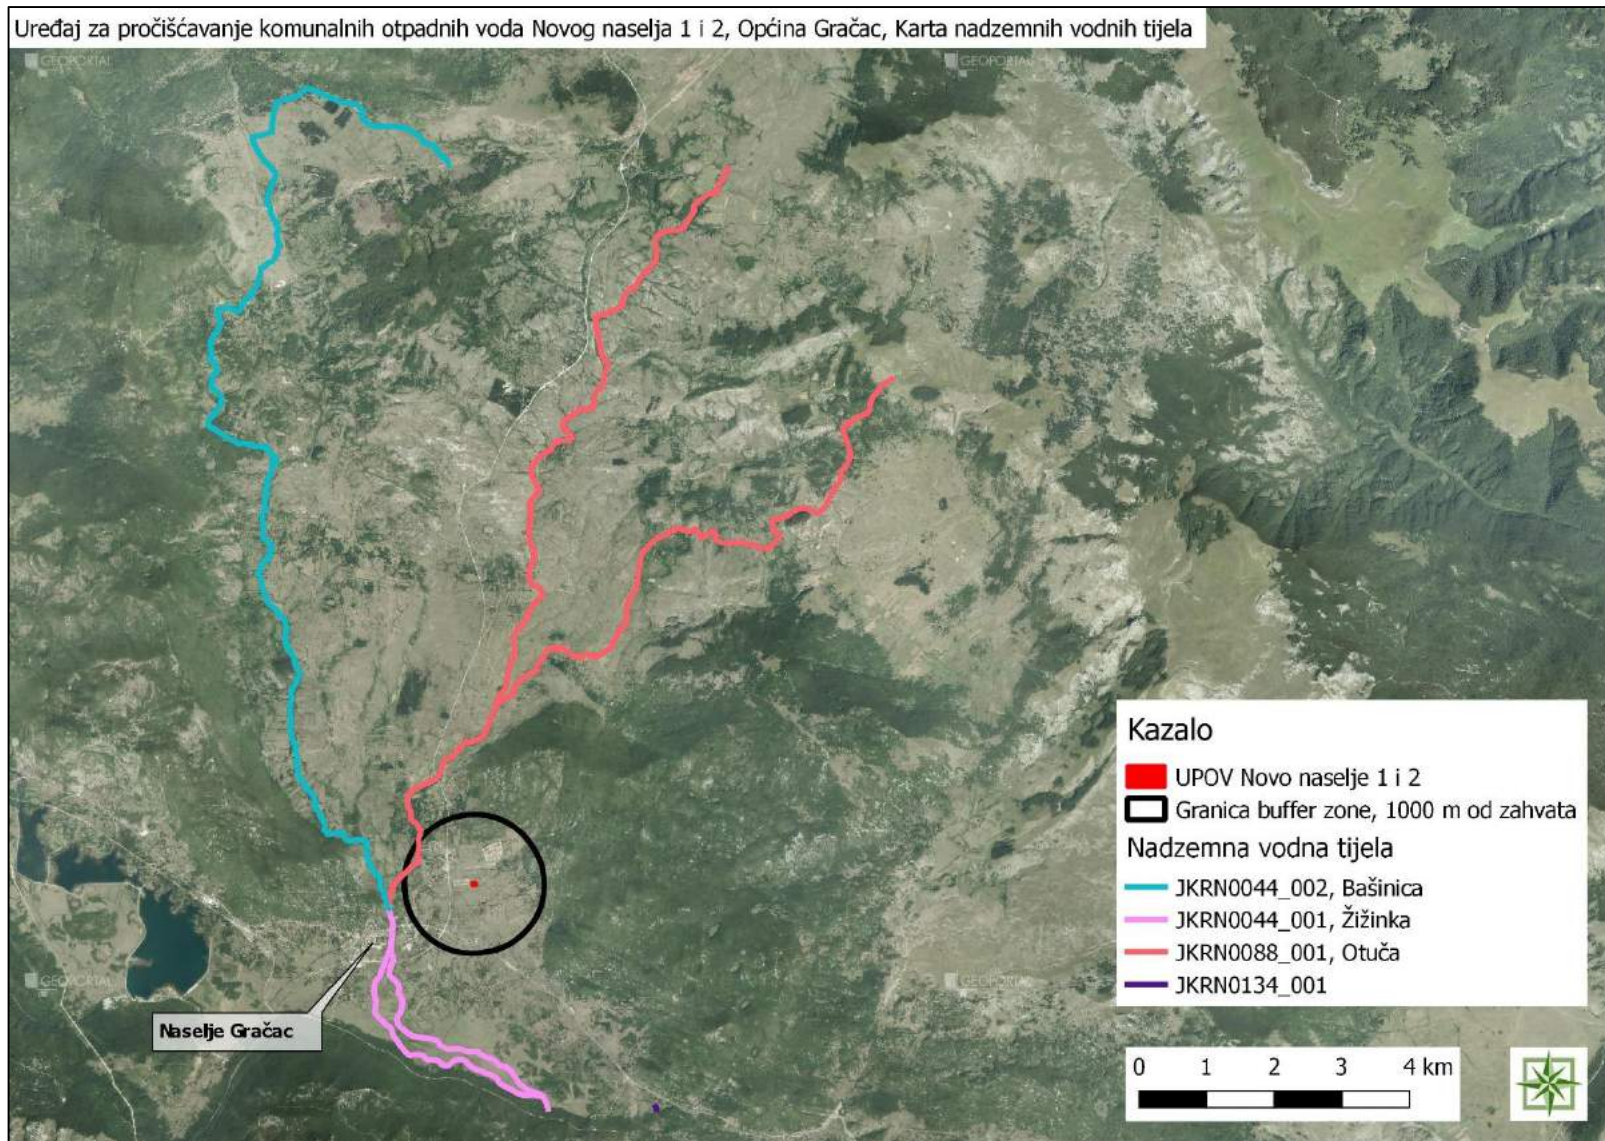 Uređaj za pročišćavanje komunalnih otpadnih voda Novog naselja 1 i 2, Općina Gračac, Karta nadzemnih vodnih tijela
GEOPORTAL
GEOPORTAL
Kazalo
UPOV Novo naselje 1 i 2
Granica buffer zone, 1000 m od zahvata
Nadzemna vodna tijela
JKRN0044_002, Bašinica
JKRN0044_001, Žižinka
JKRN0088_001, Otuča
JKRN0134_001
GEOPORTAL
GEOPORTAL
Naselje Gračac
0 1 2 3 4 km